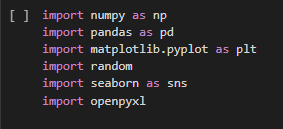 [ ] import numpy as np
import pandas as pd
import matplotlib.pyplot as plt
import random
import seaborn as sns
import openpyxl